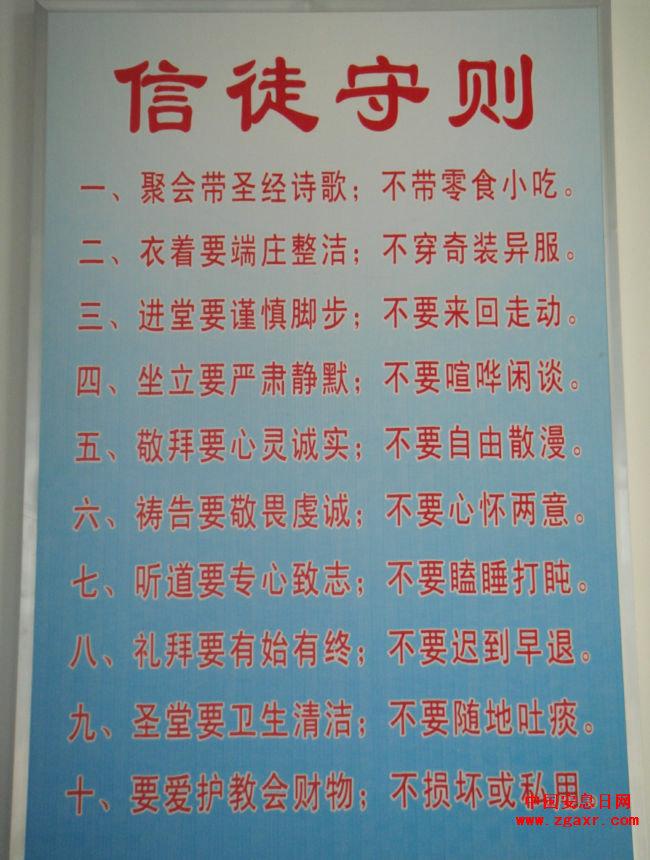 信徒守则
一、聚会带圣经诗歌；不带零食小吃。
二、衣着要端庄整洁；不穿奇装异服。
三、进堂要谨慎脚步；不要来回走动。
四、坐立要严肃静默；不要喧哗闲谈。
五、敬拜要心灵诚实；不要自由散漫。
六、祷告要敬畏虔诚；不要心怀两意。
七、听道要专心致志；不要瞌睡打盹。
八、礼拜要有始有终；不要迟到早退。
九、圣堂要卫生清洁；不要随地吐痰。
十、要爱护教会财物；不损坏或私用
中国安息日网
www.zgaxr.com